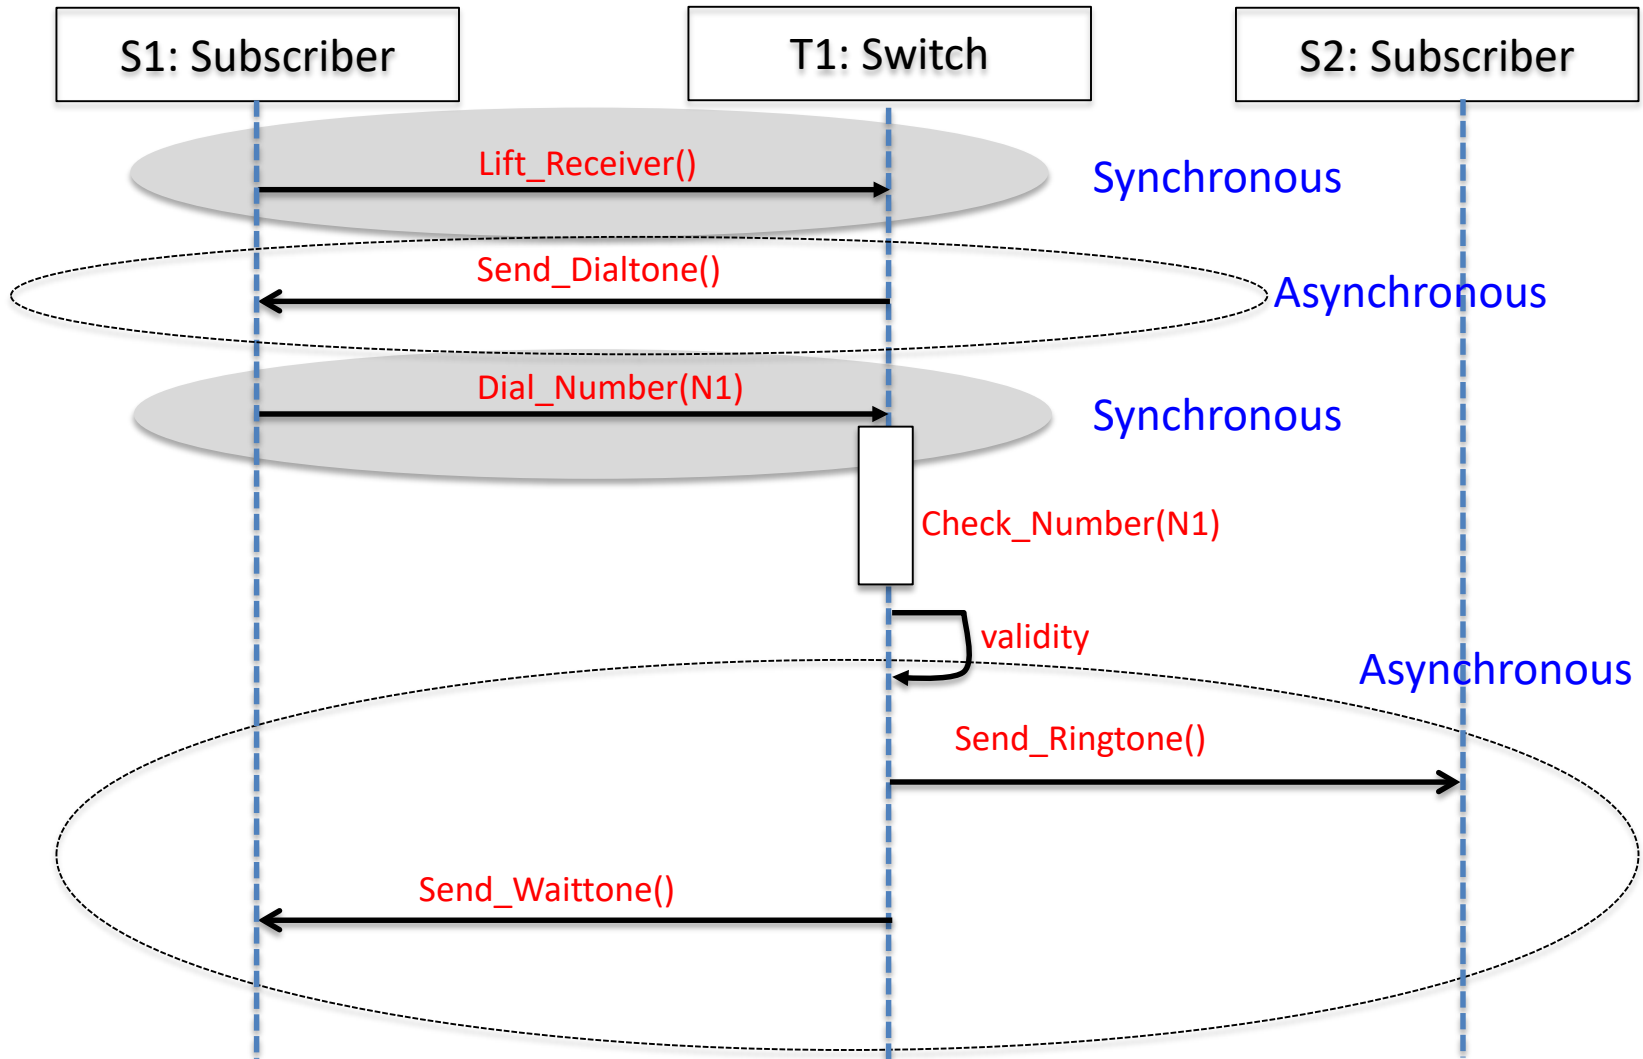 S1: Subscriber
T1: Switch
S2: Subscriber
Lift_Receiver()
Synchronous
Send_Dialtone()
Asynchronous
Dial_Number(N1)
Synchronous
Check_Number(N1)
validity
Asynchronous
Send_Ringtone()
Send_Waittone()